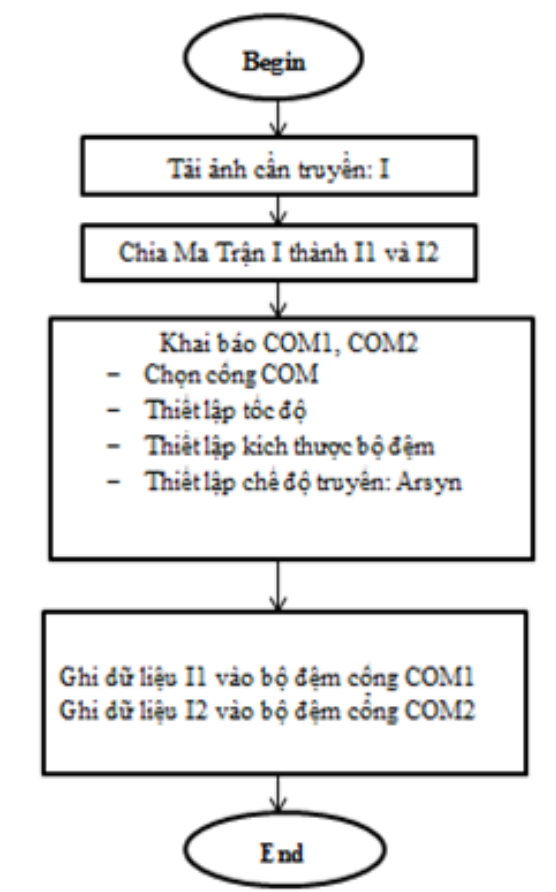 Begin
Tải ảnh cần truyền: I
Chia Ma Trận I thành I1 và I2
Khai báo COM1, COM2
− Chọn cổng COM
− Thiết lập tốc độ
− Thiết lập kích thược bộ đệm
− Thiết lập chế độ truyền: Arsyn
Ghi dữ liệu I1 vào bộ đệm cổng COM1
Ghi dữ liệu I2 vào bộ đệm cổng COM2
End